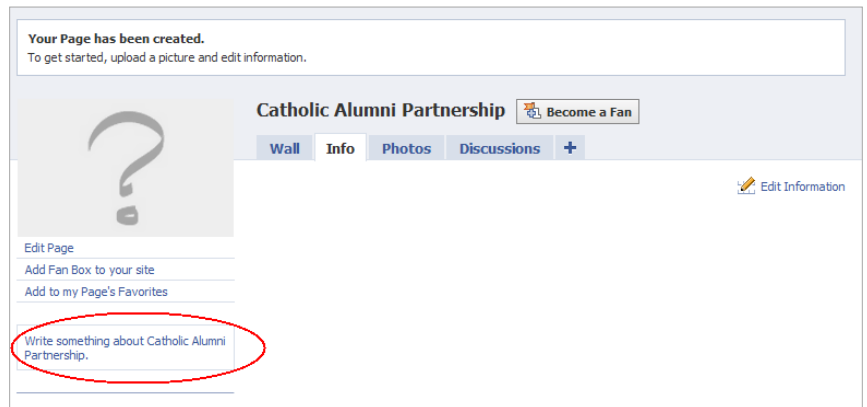 Your Page has been created.
To get started, upload a picture and edit information.
Catholic Alumni Partnership
Become a Fan
Wall
Info
Photos
Discussions
+
Edit Information
Edit Page
Add Fan Box to your site
Add to my Page's Favorites
Write something about Catholic Alumni
Partnership.